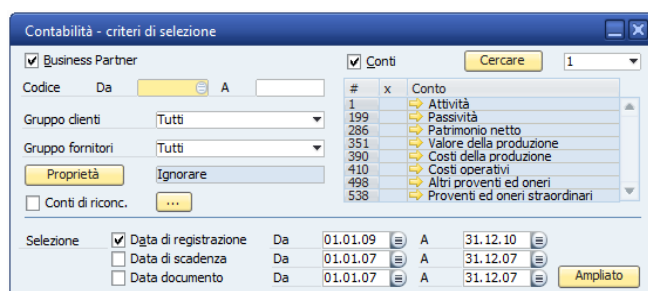 Contabilità - criteri di selezione
Business Partner
Conti
Cercare
1
Codice Da A
# x Conto
1 Attività
199 Passività
286 Patrimonio netto
351 Valore della produzione
390 Costi della produzione
410 Costi operativi
498 Altri proventi ed oneri
538 Proventi ed oneri straordinari
Gruppo clienti Tutti
Gruppo fornitori Tutti
Proprietà Ignorare
Conti di riconc. ...
Selezione Data di registrazione Da 01.01.09 A 31.12.10
Data di scadenza Da 01.01.07 A 31.12.07
Data documento Da 01.01.07 A 31.12.07
Ampliato